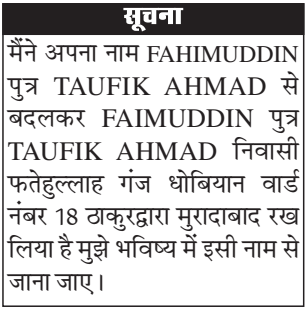 सूचना
मैंने अपना नाम FAHIMUDDIN
पुत्र TAUFIK AHMAD से
बदलकर FAIMUDDIN पुत्र
TAUFIK AHMAD निवासी
फतेहुल्लाह गंज धोबियान वार्ड
नंबर 18 ठाकुरद्वारा मुरादाबाद रख
लिया है मुझे भविष्य में इसी नाम से
जाना जाए।